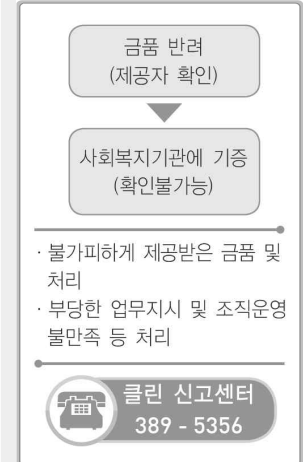 금품 반려
(제공자 확인)
사회복지기관에 기증
(확인불가능)
· 불가피하게 제공받은 금품 및
처리
· 부당한 업무지시 및 조직운영
불만족 등 처리
클린 신고센터
389 - 5356